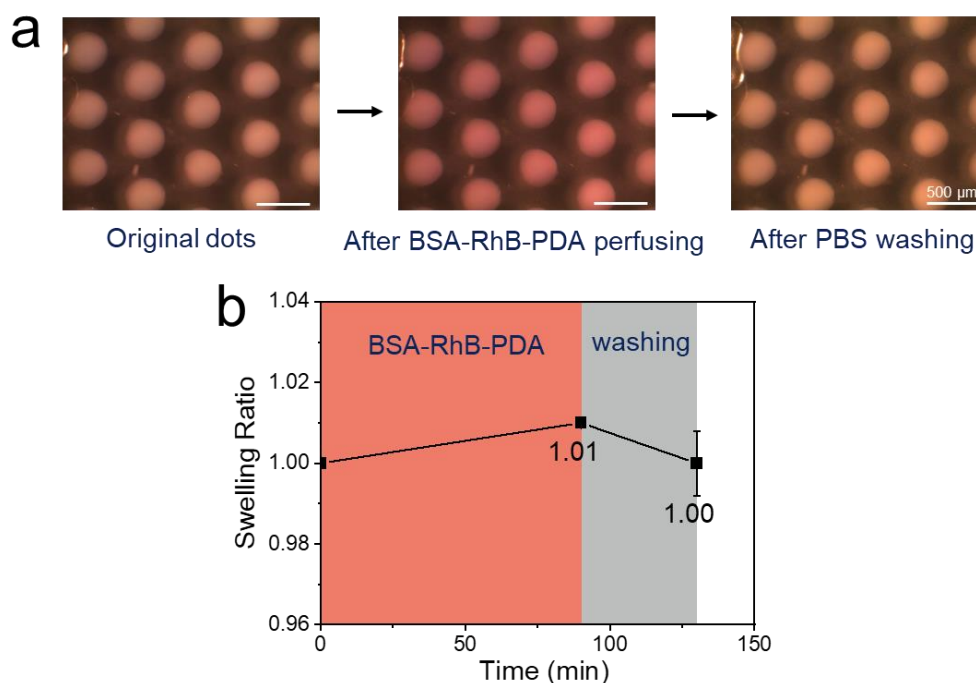 a
500 μm
Original dots
After BSA-RhB-PDA perfusing
After PBS washing
b
1.04
1.02
1.00
0.98
0.96
Swelling Ratio
BSA-RhB-PDA
washing
1.01
1.00
0
50
100
150
Time (min)